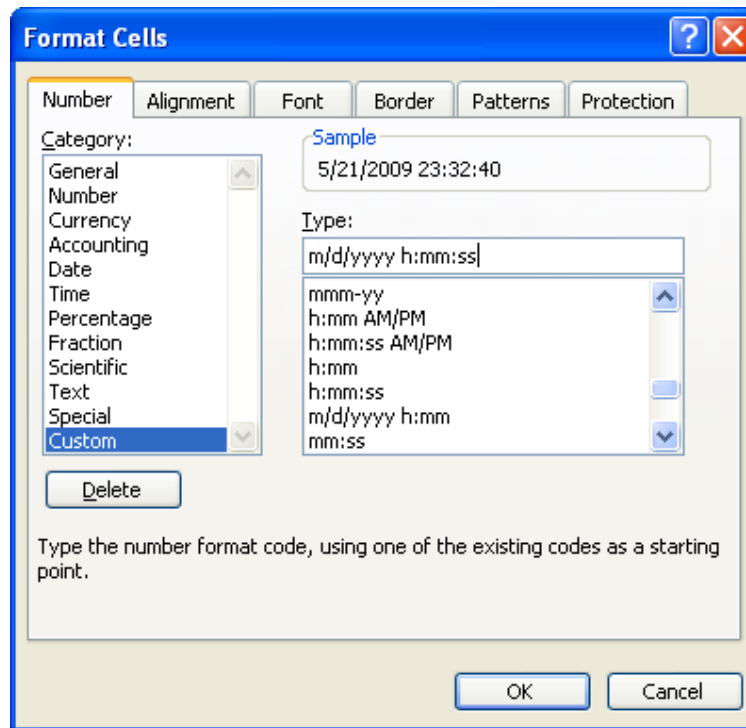 Format Cells
Number Alignment Font Border Patterns Protection
Category:
General
Number
Currency
Accounting
Date
Time
Percentage
Fraction
Scientific
Text
Special
Custom
Delete
Sample
5/21/2009 23:32:40
Type:
m/d/yyyy h:mm:ss
mmm-yy
h:mm AM/PM
h:mm:ss AM/PM
h:mm
h:mm:ss
m/d/yyyy h:mm
mm:ss
Type the number format code, using one of the existing codes as a starting
point.
OK Cancel